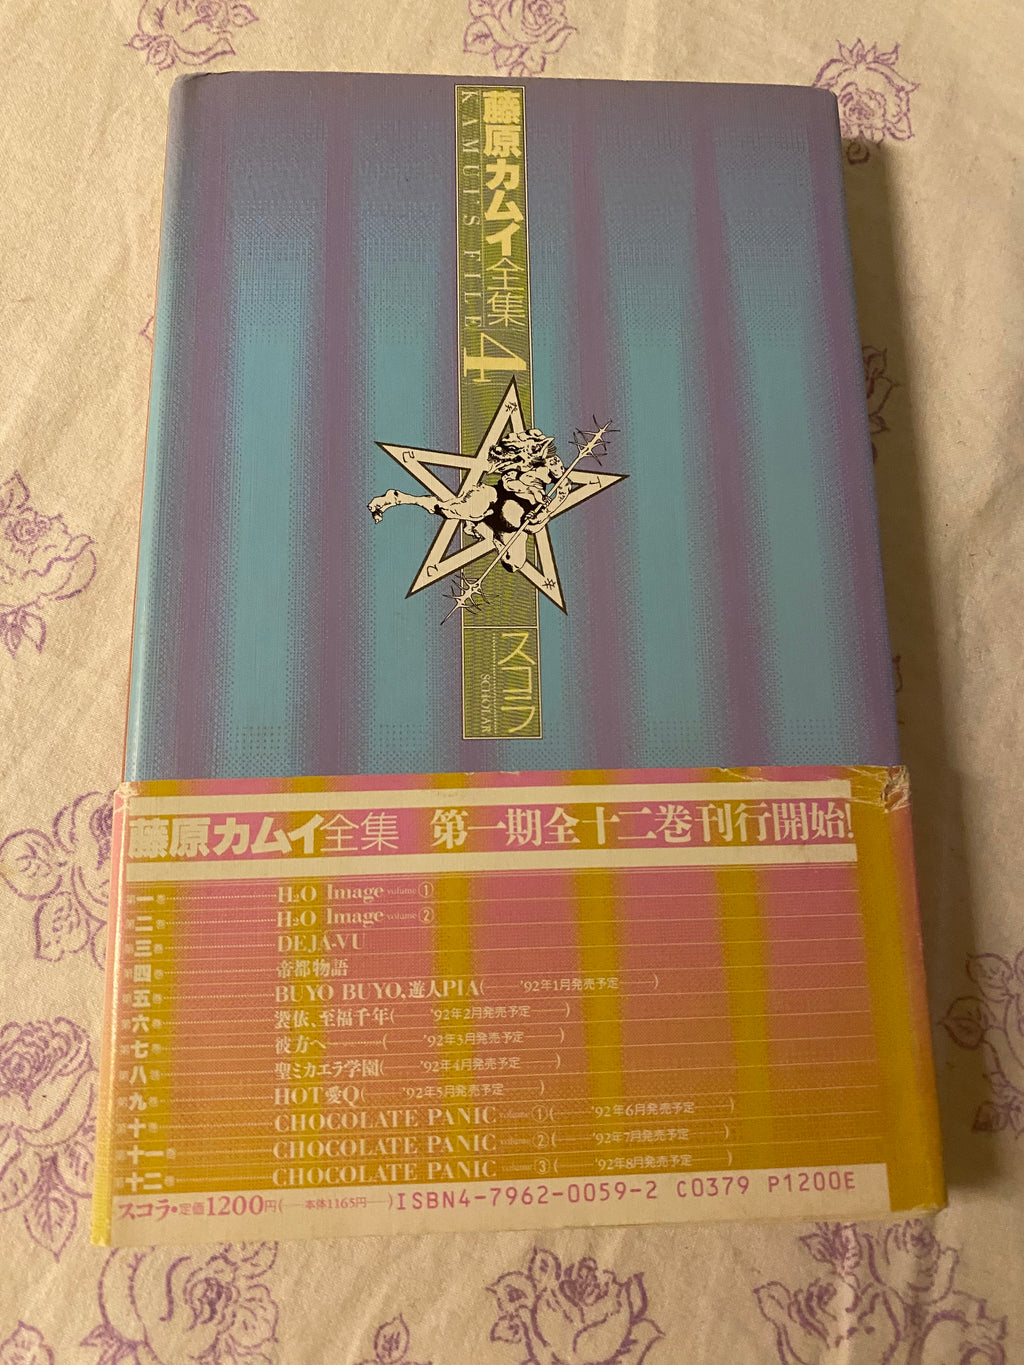 藤原カムイ全集4
KAMUI'S FILE
癸
己
丁
乙
辛
スコラ
SCHOLAR
藤原カムイ全集 第一期全十二巻刊行開始!
第一巻 H₂O Image volume①
第二巻 H₂O Image volume②
第三巻 DEJA-VU
第四巻 帝都物語
第五巻 BUYO BUYO,遊人PIA(——'92年1月発売予定——)
第六巻 裳依、至福千年(——'92年2月発売予定——)
第七巻 彼方へ(——'92年3月発売予定——)
第八巻 聖ミカエラ学園(——'92年4月発売予定——)
第九巻 HOT愛Q(——'92年5月発売予定——)
第十巻 CHOCOLATE PANIC volume①(——'92年6月発売予定——)
第十一巻 CHOCOLATE PANIC volume②(——'92年7月発売予定——)
第十二巻 CHOCOLATE PANIC volume③(——'92年8月発売予定——)
スコラ・定価1200円(——本体1165円——) ISBN4-7962-0059-2 C0379 P1200E